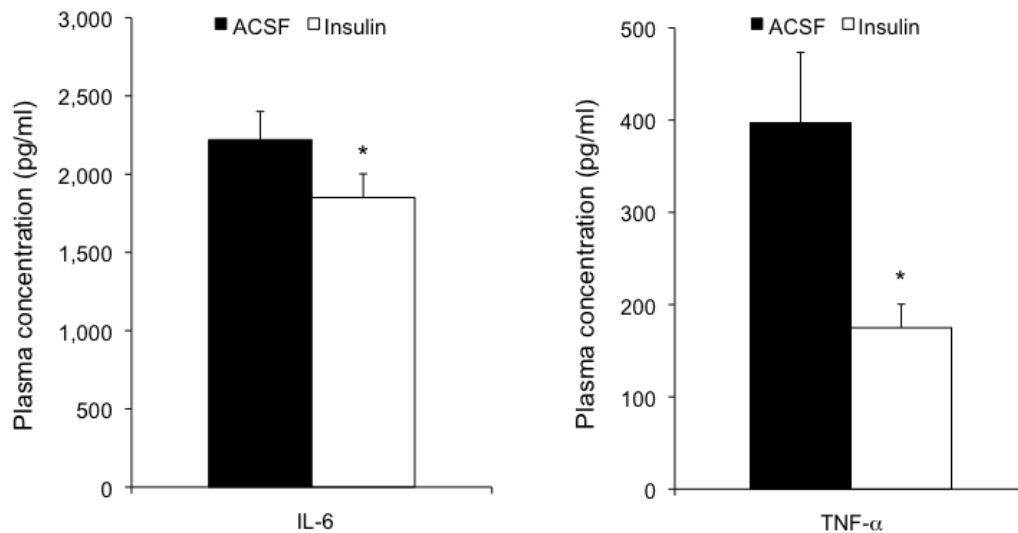 3,000
2,500
2,000
1,500
1,000
500
0
Plasma concentration (pg/ml)
ACSF Insulin
*
IL-6
500
400
300
200
100
0
Plasma concentration (pg/ml)
ACSF Insulin
*
TNF-α